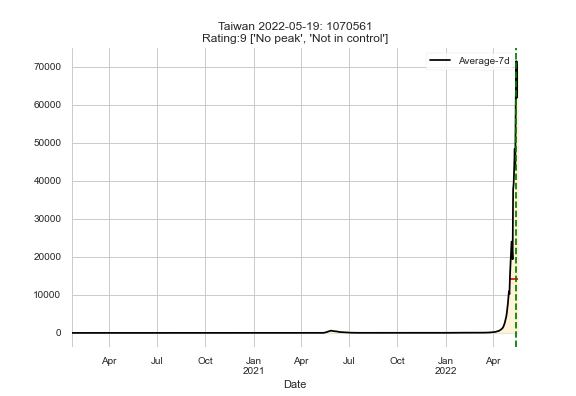 Taiwan 2022-05-19: 1070561
Rating:9 ['No peak', 'Not in control']
Average-7d
70000
60000
50000
40000
30000
20000
10000
0
Apr Jul Oct Jan Apr Jul Oct Jan Apr
2021 2022
Date